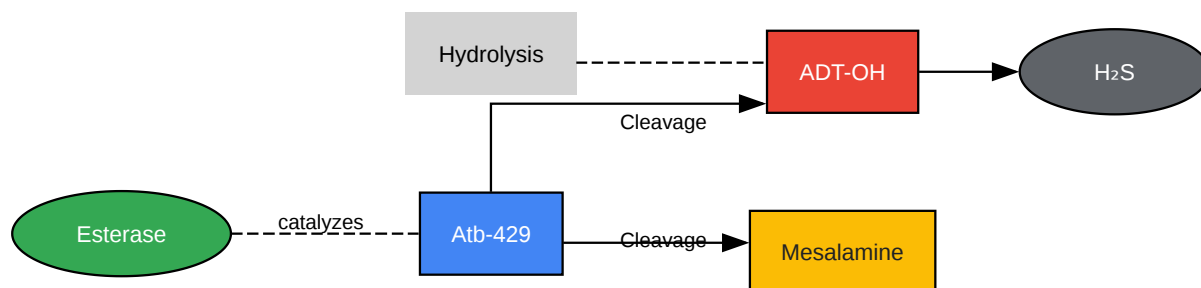 Hydrolysis
ADT-OH
H₂S
Cleavage
Esterase
catalyzes
Atb-429
Cleavage
Mesalamine